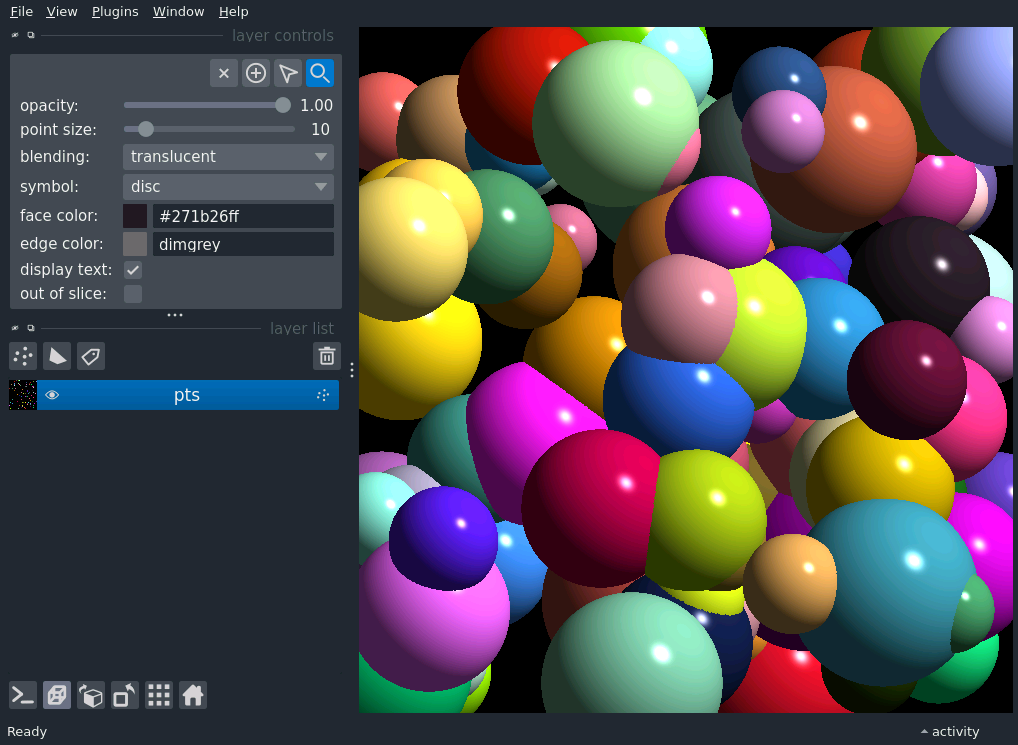 File View Plugins Window Help
layer controls
opacity: 1.00
point size: 10
blending: translucent
symbol: disc
face color: #271b26ff
edge color: dimgrey
display text:
out of slice:
layer list
pts
Ready
activity